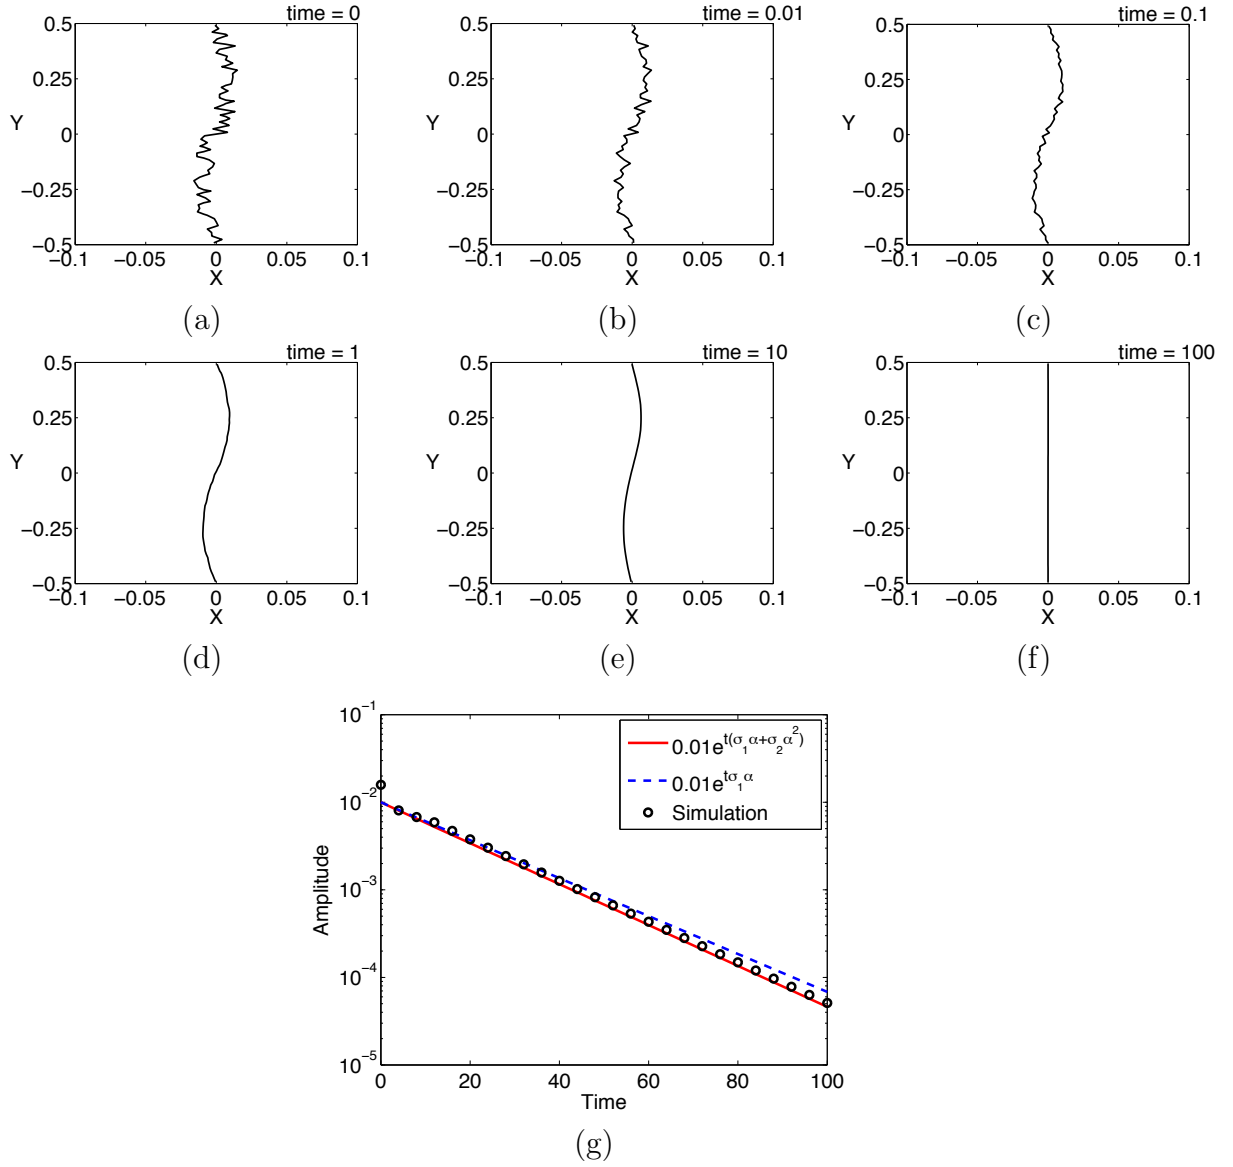 time = 0
0.5
0.25
Y
0
−0.25
−0.5
−0.1 −0.05 0 0.05 0.1
X
(a)
time = 0.01
0.5
0.25
Y
0
−0.25
−0.5
−0.1 −0.05 0 0.05 0.1
X
(b)
time = 0.1
0.5
0.25
Y
0
−0.25
−0.5
−0.1 −0.05 0 0.05 0.1
X
(c)
time = 1
0.5
0.25
Y
0
−0.25
−0.5
−0.1 −0.05 0 0.05 0.1
X
(d)
time = 10
0.5
0.25
Y
0
−0.25
−0.5
−0.1 −0.05 0 0.05 0.1
X
(e)
time = 100
0.5
0.25
Y
0
−0.25
−0.5
−0.1 −0.05 0 0.05 0.1
X
(f)
10^{−1}
10^{−2}
10^{−3}
10^{−4}
10^{−5}
Amplitude
0.01e^{t(σ_1α+σ_2α^2)}
0.01e^{tσ_1α}
Simulation
0 20 40 60 80 100
Time
(g)